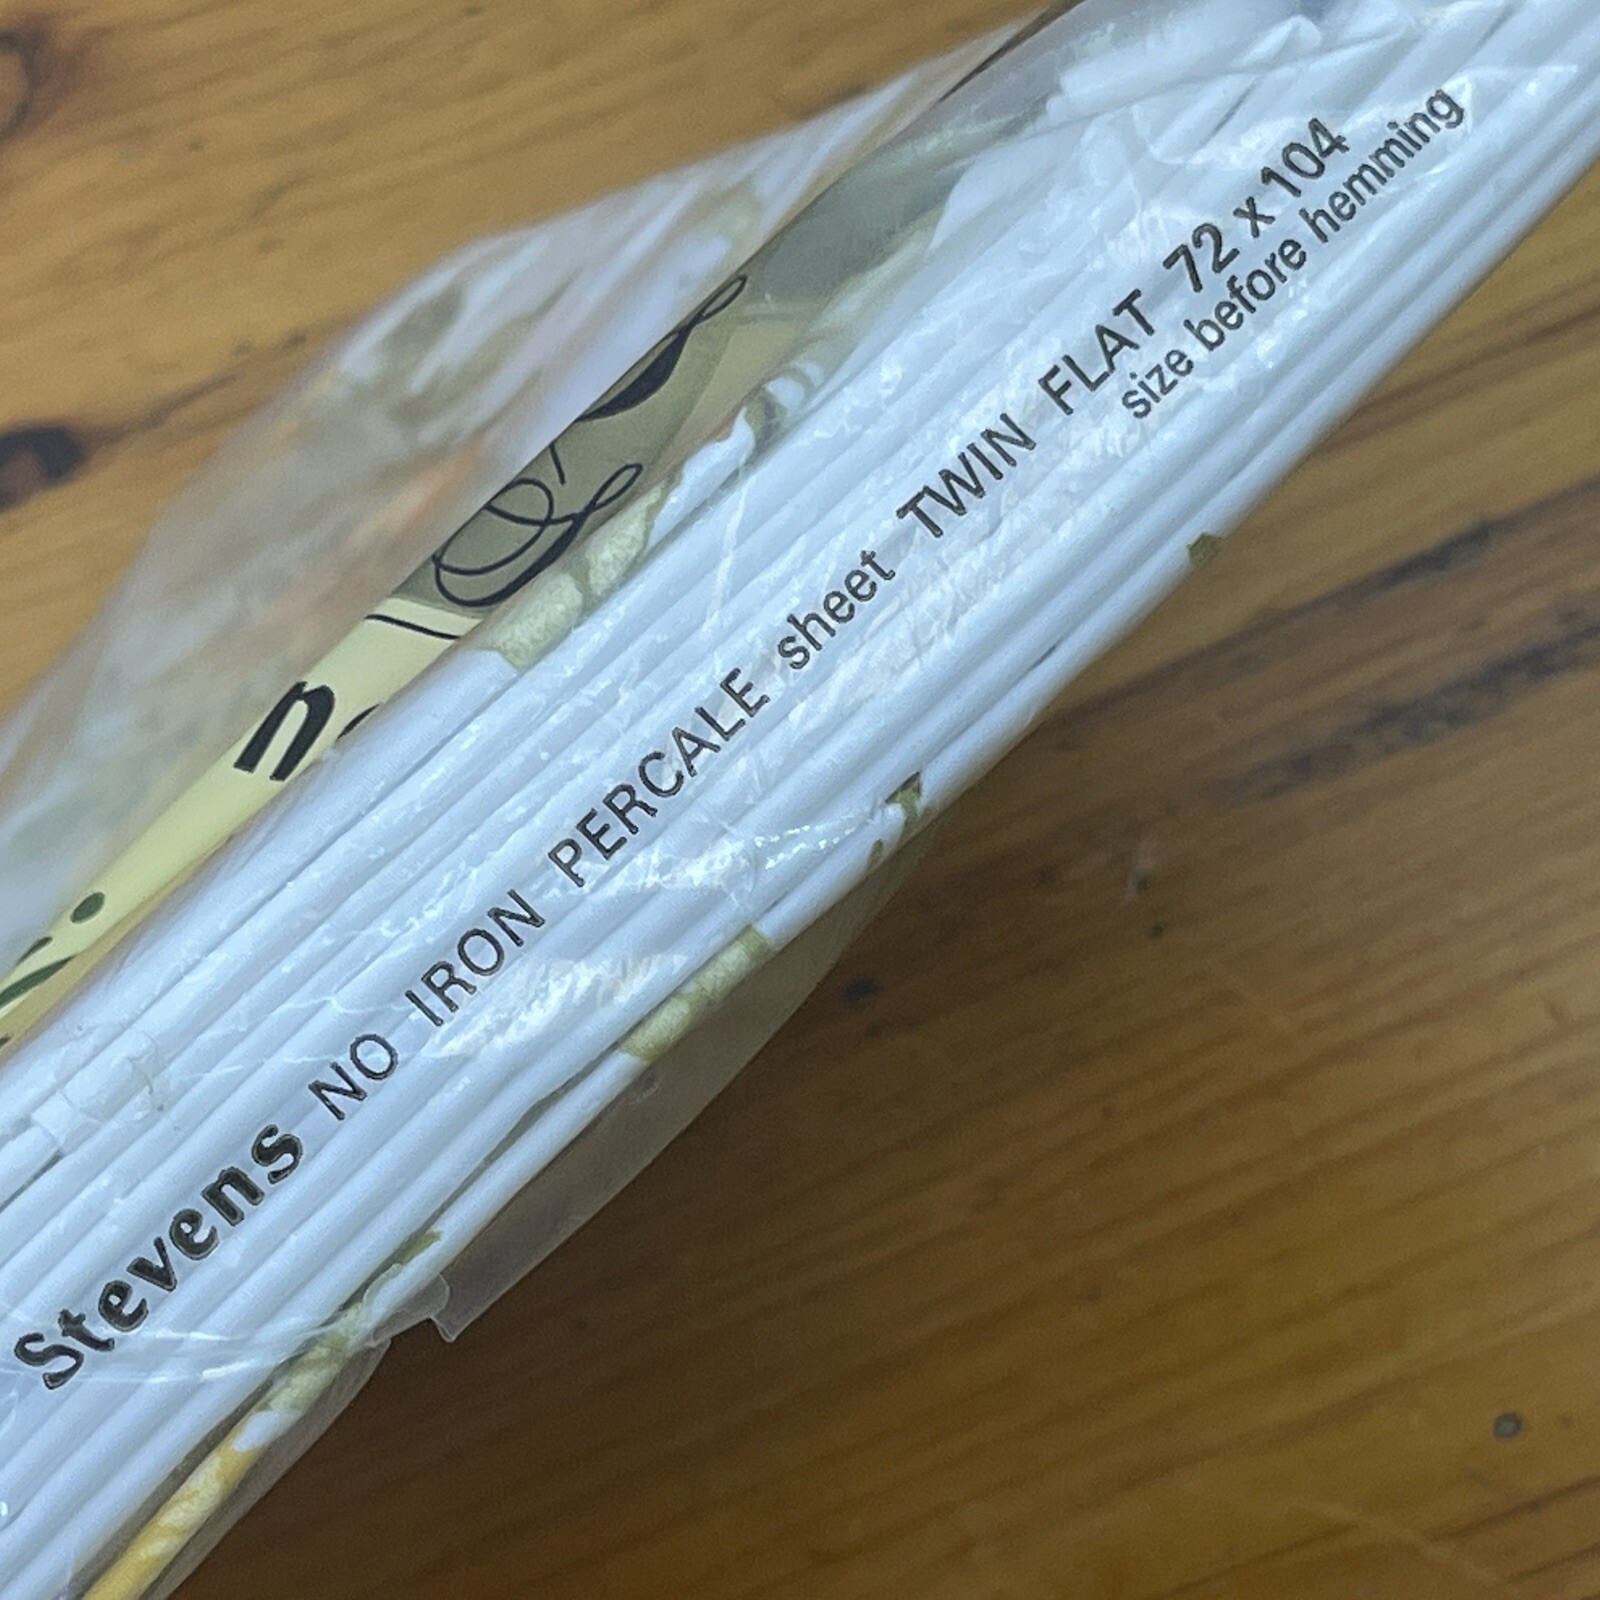 Stevens NO IRON PERCALE sheet TWIN FLAT 72 x 104
size before hemming